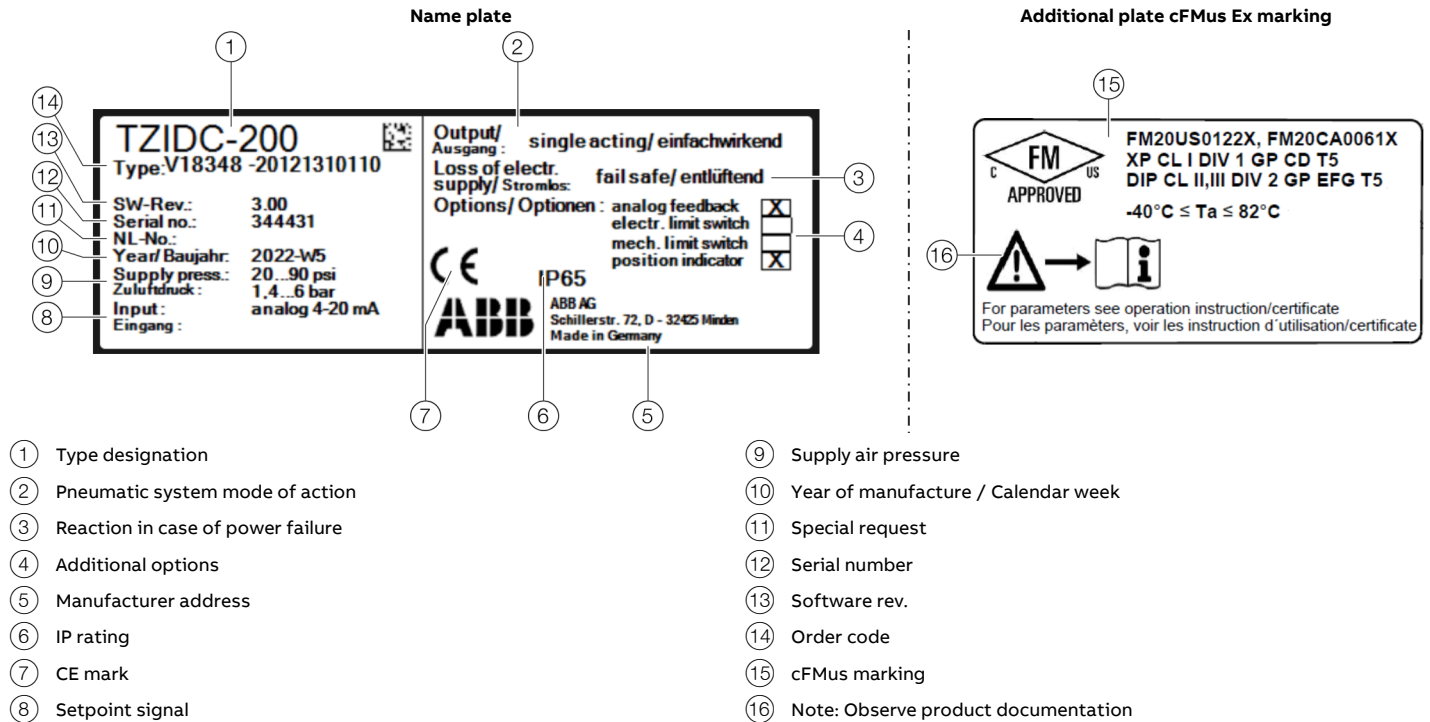 Name plate
Additional plate cFMus Ex marking
1
2
14
13
12
11
10
9
8
TZIDC-200
Type:V18348 -20121310110
SW-Rev.: 3.00
Serial no.: 344431
NL-No.:
Year/Baujahr: 2022-W5
Supply press.: 20...90 psi
Zuluftdruck : 1,4...6 bar
Input : analog 4-20 mA
Eingang :
Output/ single acting/ einfachwirkend
Ausgang :
Loss of electr.
supply/ Stromlos: fail safe/ entlüftend
Options/ Optionen : analog feedback X
electr. limit switch
mech. limit switch
position indicator X
CE
IP65
ABB
ABB AG
Schillerstr. 72, D - 32425 Minden
Made in Germany
3
4
7
6
5
15
16
FM
C US
APPROVED
FM20US0122X, FM20CA0061X
XP CL I DIV 1 GP CD T5
DIP CL II,III DIV 2 GP EFG T5
-40°C ≤ Ta ≤ 82°C
i
For parameters see operation instruction/certificate
Pour les paramèters, voir les instruction d´utilisation/certificate
1 Type designation
2 Pneumatic system mode of action
3 Reaction in case of power failure
4 Additional options
5 Manufacturer address
6 IP rating
7 CE mark
8 Setpoint signal
9 Supply air pressure
10 Year of manufacture / Calendar week
11 Special request
12 Serial number
13 Software rev.
14 Order code
15 cFMus marking
16 Note: Observe product documentation